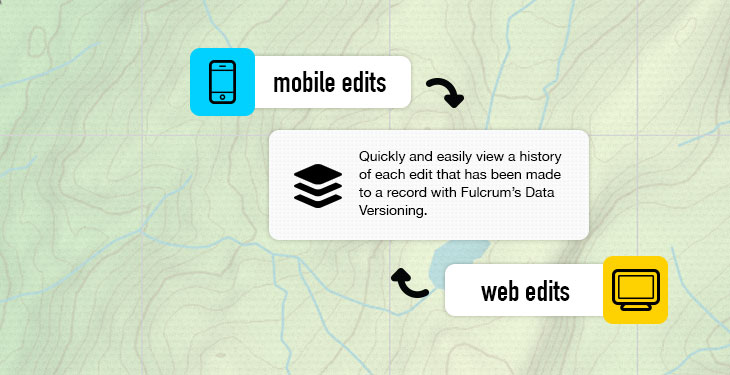 mobile edits
Quickly and easily view a history
of each edit that has been made
to a record with Fulcrum's Data
Versioning.
web edits